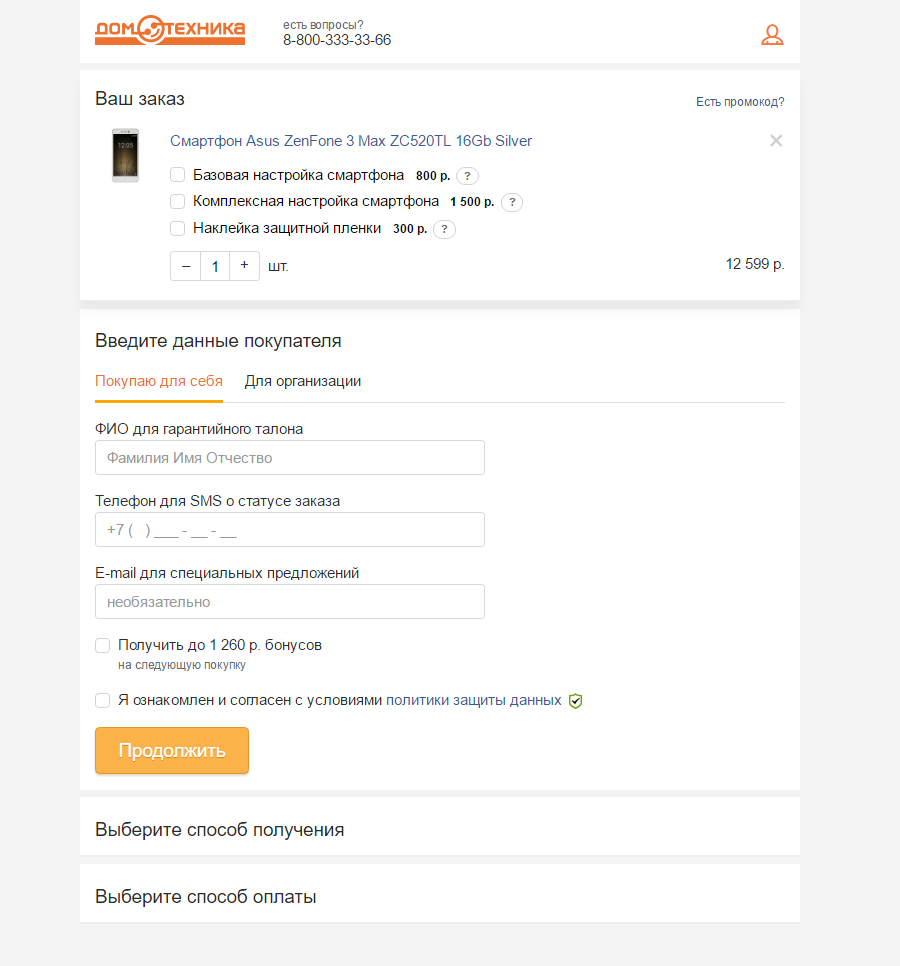 ДОМОТЕХНИКА
есть вопросы?
8-800-333-33-66
Ваш заказ
Есть промокод?
12:05
Смартфон Asus ZenFone 3 Max ZC520TL 16Gb Silver
Базовая настройка смартфона 800 р. ?
Комплексная настройка смартфона 1 500 р. ?
Наклейка защитной пленки 300 р. ?
– 1 + шт.
12 599 р.
Введите данные покупателя
Покупаю для себя
Для организации
ФИО для гарантийного талона
Фамилия Имя Отчество
Телефон для SMS о статусе заказа
+7 (   ) ___ - __ - __
E-mail для специальных предложений
необязательно
Получить до 1 260 р. бонусов
на следующую покупку
Я ознакомлен и согласен с условиями политики защиты данных
Продолжить
Выберите способ получения
Выберите способ оплаты